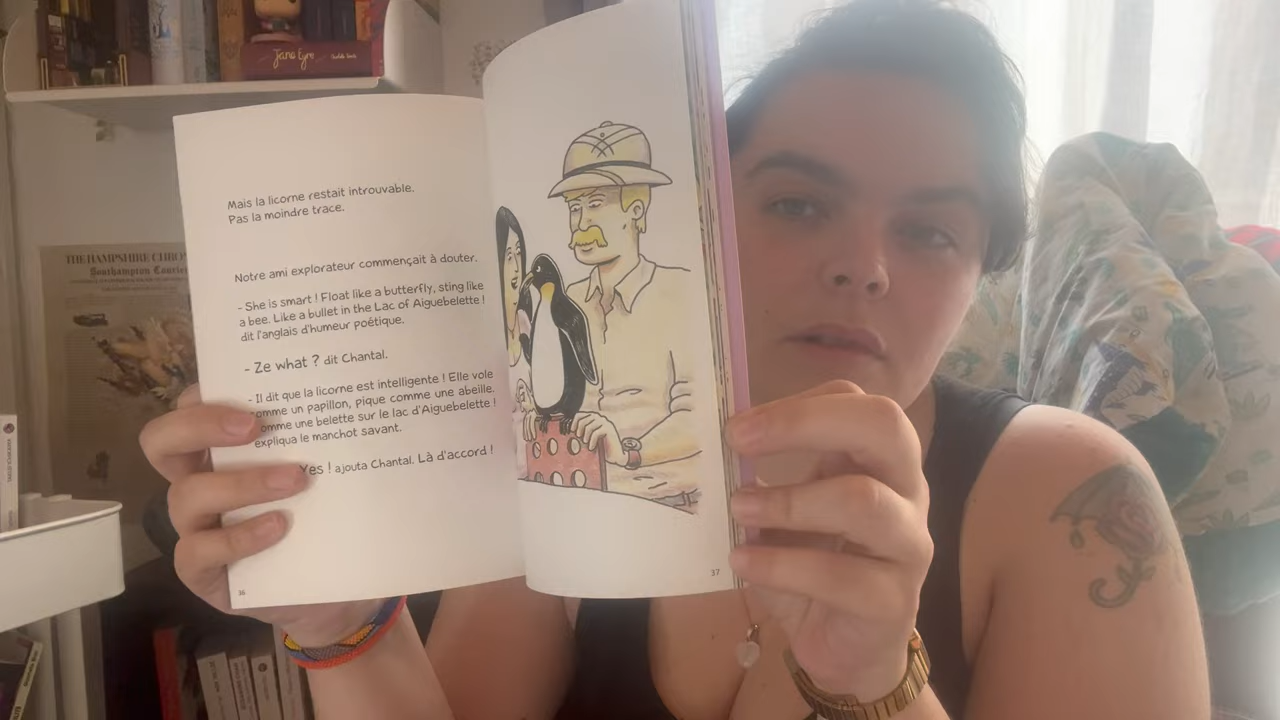 Jane Eyre
THE HAMPSHIRE CHRO
Southampton Courier
Mais la licorne restait introuvable.
Pas la moindre trace.
Notre ami explorateur commençait à douter.
- She is smart ! Float like a butterfly, sting like
a bee. Like a bullet in the Lac of Aiguebelette !
dit l'anglais d'humeur poétique.
- Ze what ? dit Chantal.
- Il dit que la licorne est intelligente ! Elle vole
comme un papillon, pique comme une abeille.
comme une belette sur le lac d'Aiguebelette !
expliqua le manchot savant.
Yes ! ajouta Chantal. Là d'accord !
36
37